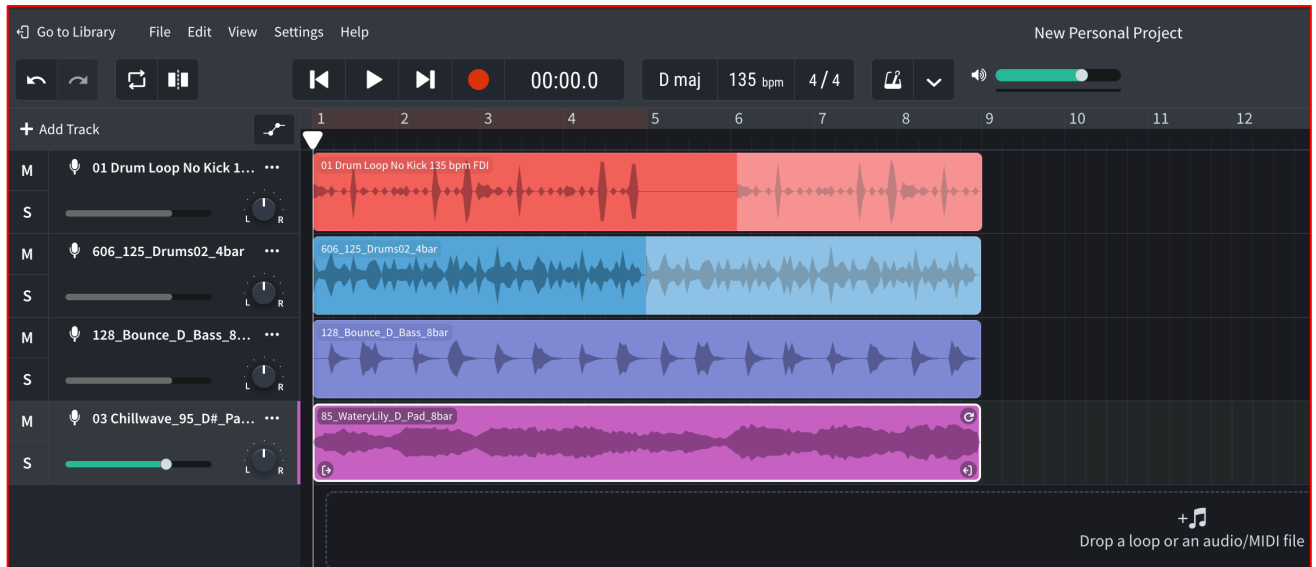 Go to Library File Edit View Settings Help New Personal Project
00:00.0 D maj 135 bpm 4 / 4
+ Add Track 1 2 3 4 5 6 7 8 9 10 11 12
M 01 Drum Loop No Kick 1... ··· 01 Drum Loop No Kick 135 bpm FDI
S L R
M 606_125_Drums02_4bar ··· 606_125_Drums02_4bar
S L R
M 128_Bounce_D_Bass_8... ··· 128_Bounce_D_Bass_8bar
S L R
M 03 Chillwave_95_D#_Pa... ··· 85_WateryLily_D_Pad_8bar
S L R
Drop a loop or an audio/MIDI file